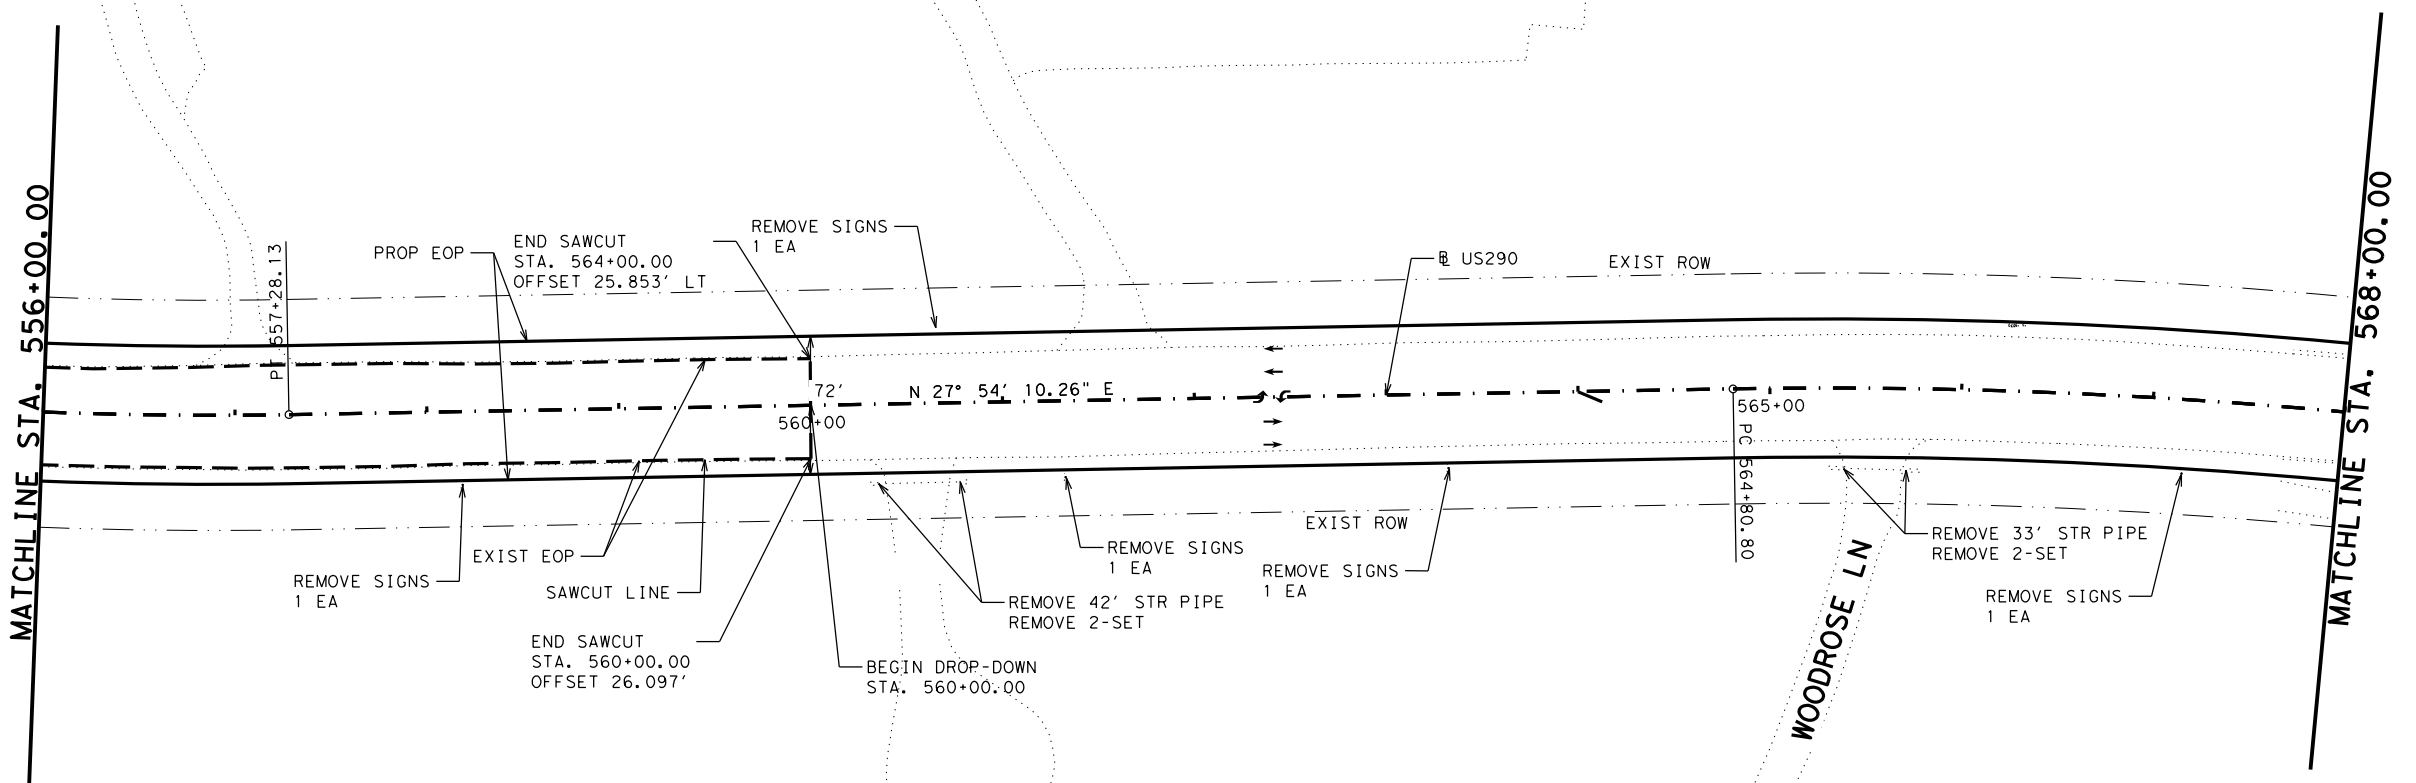 MATCHLINE STA. 556+00.00
PT 557+28.13
PROP EOP
END SAWCUT
STA. 564+00.00
OFFSET 25.853' LT
REMOVE SIGNS
1 EA
B US290
EXIST ROW
72'
N 27° 54' 10.26" E
560+00
565+00
PC 564+80.80
EXIST ROW
EXIST EOP
REMOVE SIGNS
1 EA
SAWCUT LINE
END SAWCUT
STA. 560+00.00
OFFSET 26.097'
BEGIN DROP-DOWN
STA. 560+00.00
REMOVE 42' STR PIPE
REMOVE 2-SET
REMOVE SIGNS
1 EA
REMOVE SIGNS
1 EA
WOODROSE LN
REMOVE 33' STR PIPE
REMOVE 2-SET
REMOVE SIGNS
1 EA
MATCHLINE STA. 568+00.00